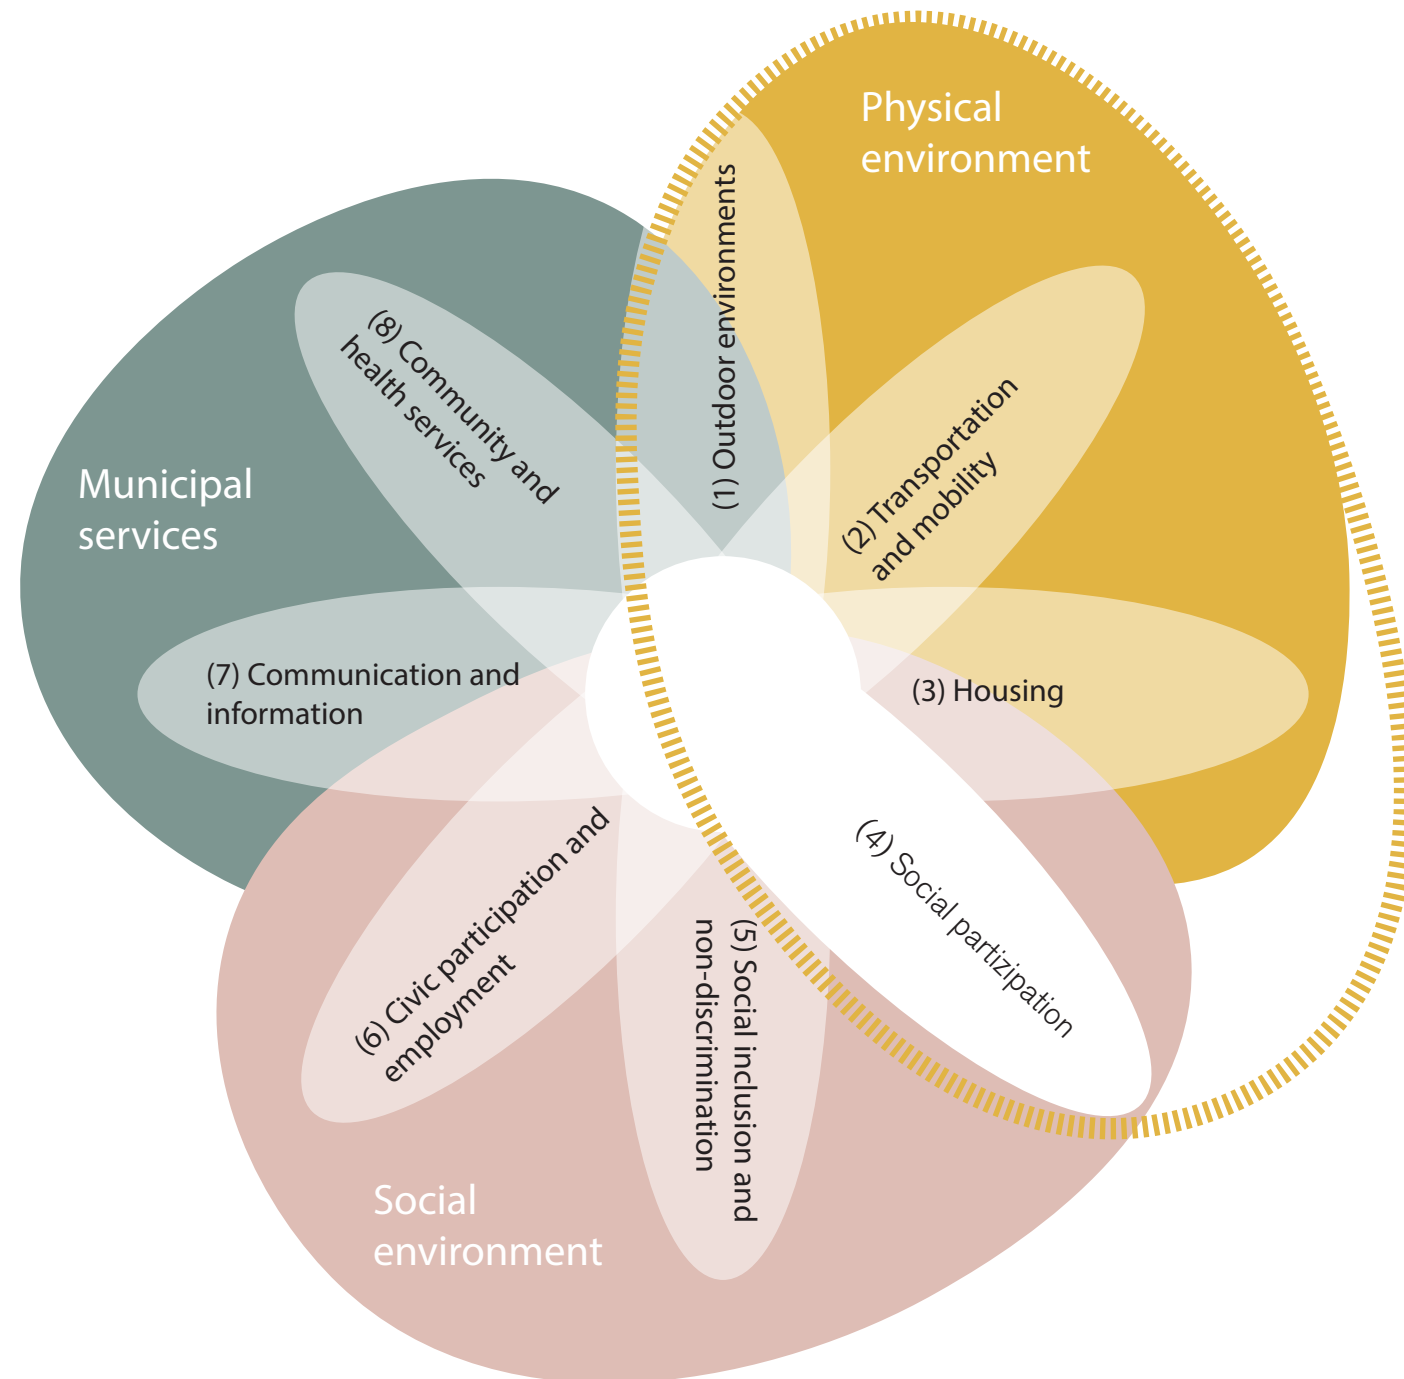 Physical
environment
(1) Outdoor environments
(2) Transportation
and mobility
(3) Housing
(4) Social partizipation
(5) Social inclusion and
non-discrimination
(6) Civic participation and
employment
(7) Communication and
information
(8) Community and
health services
Municipal
services
Social
environment